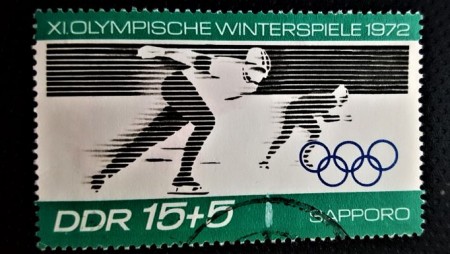 XI. OLYMPISCHE WINTERSPIELE 1972
DDR 15+5
SAPPORO